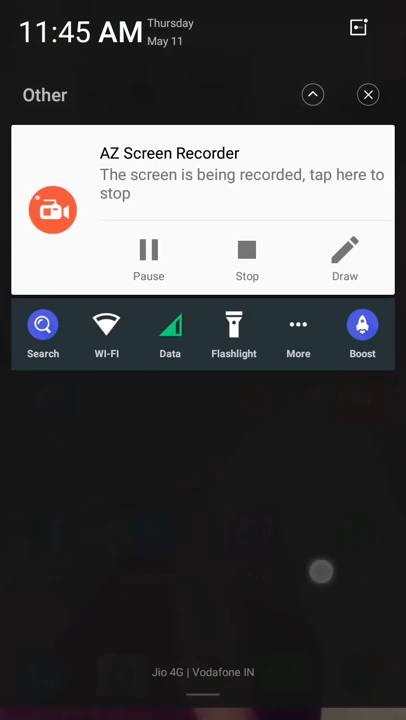 11:45 AM
Thursday
May 11
Other
AZ Screen Recorder
The screen is being recorded, tap here to
stop
Pause
Stop
Draw
Search
WI-FI
Data
Flashlight
More
Boost
Jio 4G | Vodafone IN